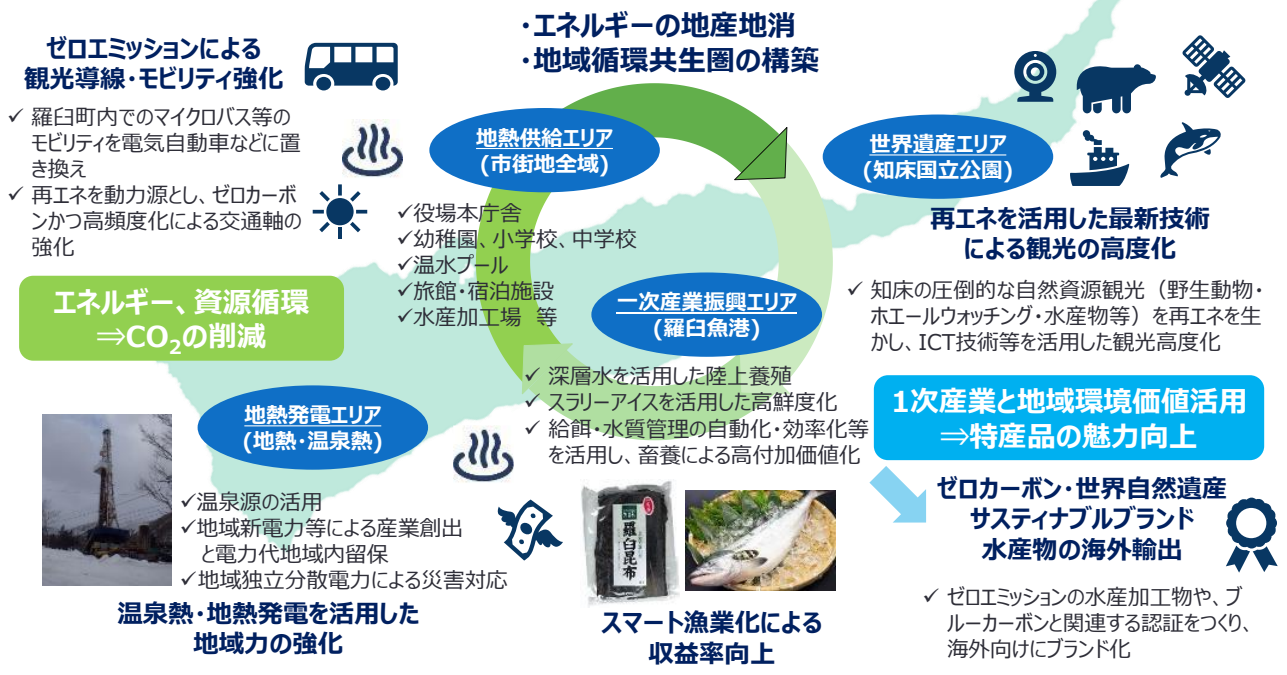 ・エネルギーの地産地消
・地域循環共生圏の構築
ゼロエミッションによる
観光導線・モビリティ強化
✓ 羅臼町内でのマイクロバス等の
モビリティを電気自動車などに置
き換え
✓ 再エネを動力源とし、ゼロカーボ
ンかつ高頻度化による交通軸の
強化
地熱供給エリア
(市街地全域)
✓役場本庁舎
✓幼稚園、小学校、中学校
✓温水プール
✓旅館・宿泊施設
✓水産加工場 等
世界遺産エリア
(知床国立公園)
再エネを活用した最新技術
による観光の高度化
✓ 知床の圧倒的な自然資源観光（野生動物・
ホエールウォッチング・水産物等）を再エネを生
かし、ICT技術等を活用した観光高度化
エネルギー、資源循環
⇒CO2の削減
一次産業振興エリア
(羅臼魚港)
✓ 深層水を活用した陸上養殖
✓ スラリーアイスを活用した高鮮度化
✓ 給餌・水質管理の自動化・効率化等
を活用し、畜養による高付加価値化
地熱発電エリア
(地熱・温泉熱)
✓温泉源の活用
✓地域新電力等による産業創出
と電力代地域内留保
✓地域独立分散電力による災害対応
温泉熱・地熱発電を活用した
地域力の強化
羅臼昆布
スマート漁業化による
収益率向上
1次産業と地域環境価値活用
⇒特産品の魅力向上
ゼロカーボン・世界自然遺産
サスティナブルブランド
水産物の海外輸出
✓ ゼロエミッションの水産加工物や、ブ
ルーカーボンと関連する認証をつくり、
海外向けにブランド化